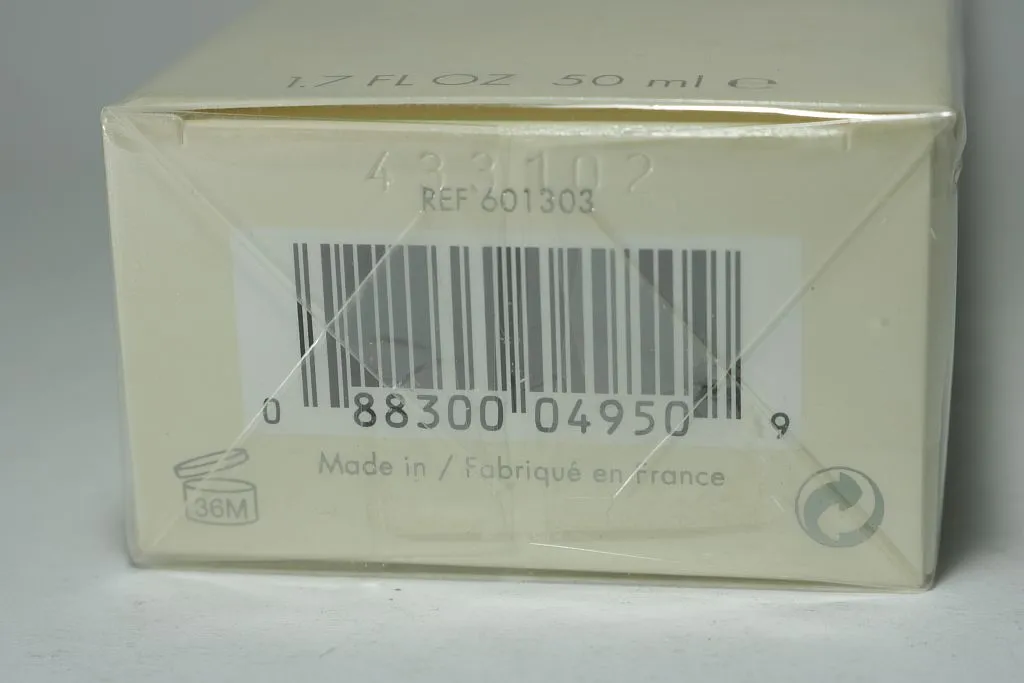 1.7 FL OZ 50 ml e
433102
REF 601303
0 88300 04950 9
Made in / Fabriqué en France
36M